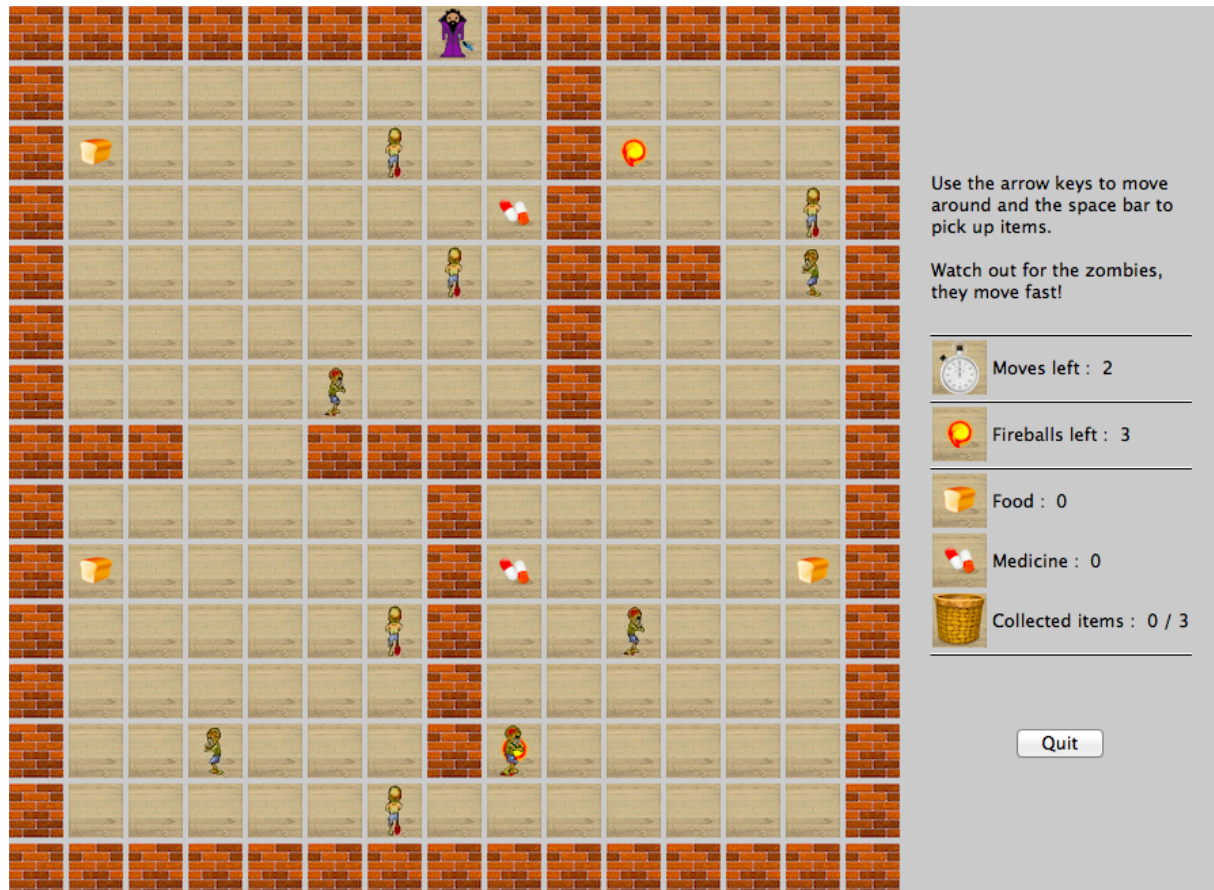 Use the arrow keys to move
around and the space bar to
pick up items.
Watch out for the zombies,
they move fast!
Moves left : 2
Fireballs left : 3
Food : 0
Medicine : 0
Collected items : 0 / 3
Quit